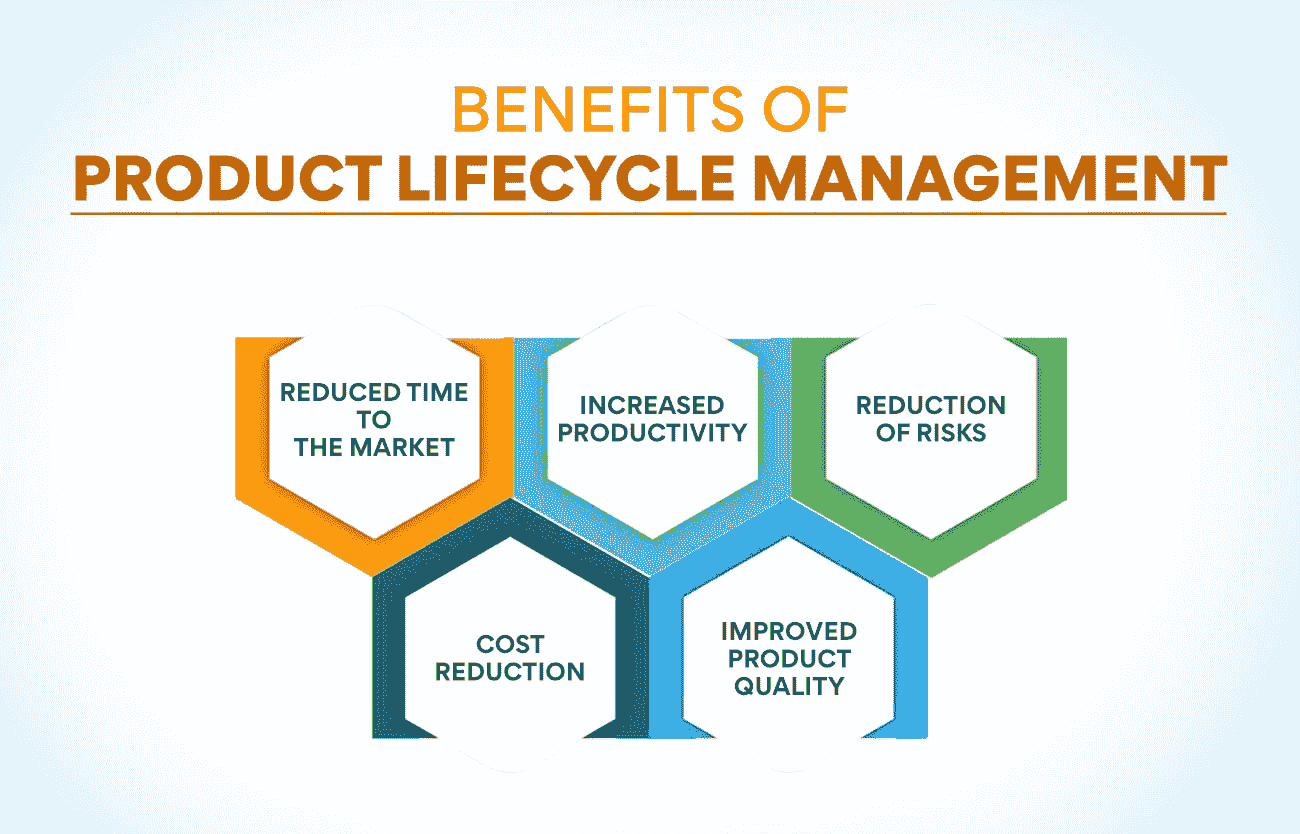 BENEFITS OF
PRODUCT LIFECYCLE MANAGEMENT
REDUCED TIME
TO
THE MARKET
INCREASED
PRODUCTIVITY
REDUCTION
OF RISKS
COST
REDUCTION
IMPROVED
PRODUCT
QUALITY